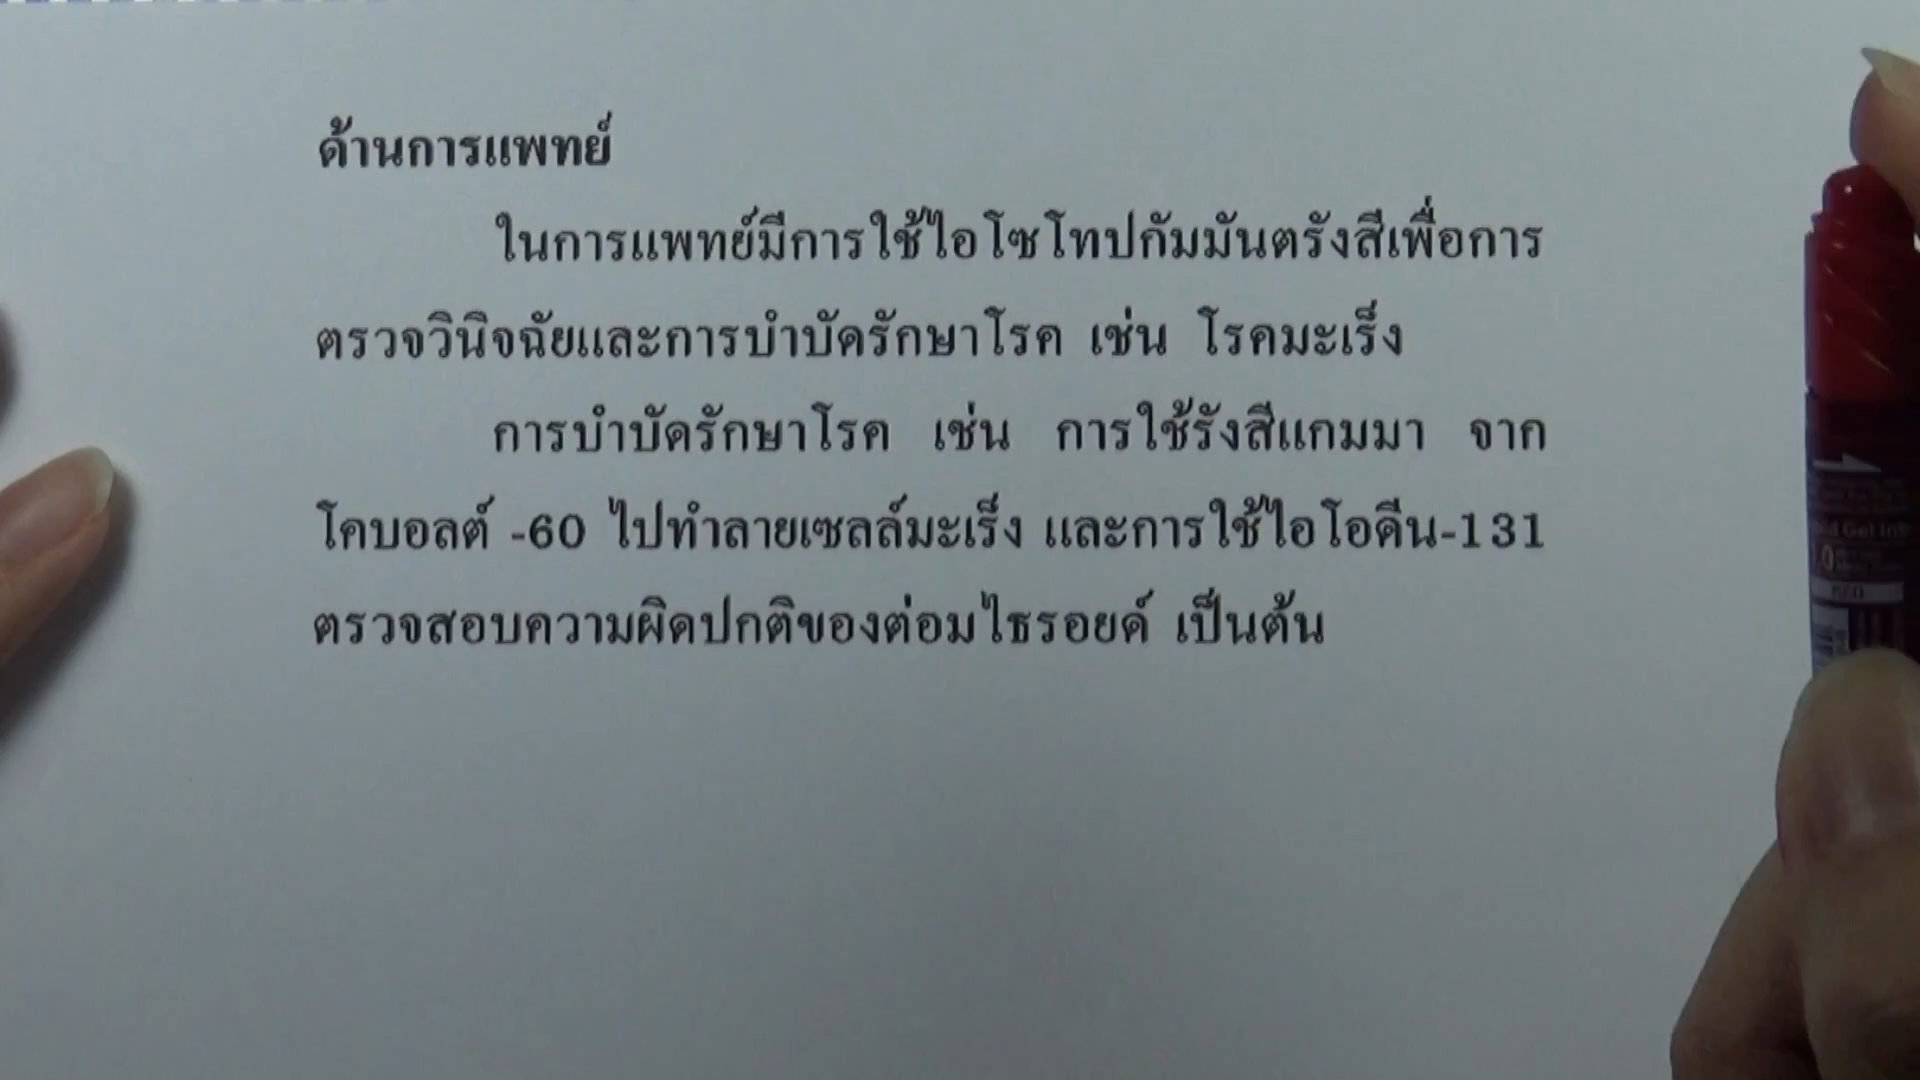 ด้านการแพทย์
ในการแพทย์มีการใช้ไอโซโทปกัมมันตรังสีเพื่อการ
ตรวจวินิจฉัยและการบำบัดรักษาโรค เช่น โรคมะเร็ง
การบำบัดรักษาโรค เช่น การใช้รังสีแกมมา จาก
โคบอลต์ -60 ไปทำลายเซลล์มะเร็ง และการใช้ไอโอดีน-131
ตรวจสอบความผิดปกติของต่อมไธรอยด์ เป็นต้น
Gel Ink